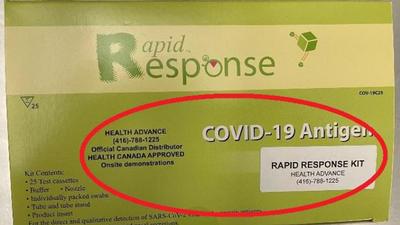 Rapid
Response
COV-19C25
25
HEALTH ADVANCE
(416)-788-1225
Official Canadian Distributor
HEALTH CANADA APPROVED
Onsite demonstrations
COVID-19 Antigen
RAPID RESPONSE KIT
HEALTH ADVANCE
(416)-788-1225
Kit Contents:
• 25 Test cassettes
• Buffer • Nozzle
• Individually packed swabs
• Tube and tube stand
• Product insert
For the direct and qualitative detection of SARS-CoV-2